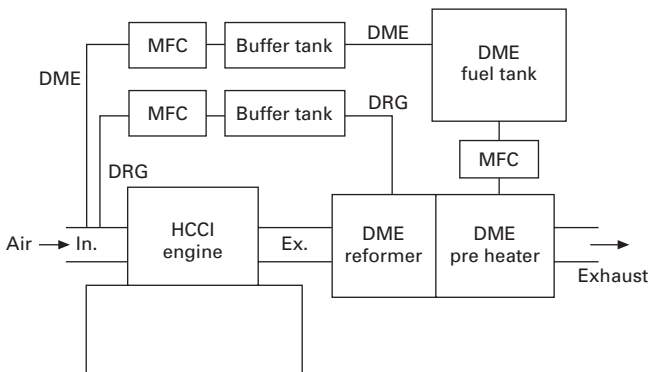 MFC
Buffer tank
DME
DME
fuel tank
DME
MFC
Buffer tank
DRG
MFC
DRG
HCCI
engine
Air
In.
Ex.
DME
reformer
DME
pre heater
Exhaust